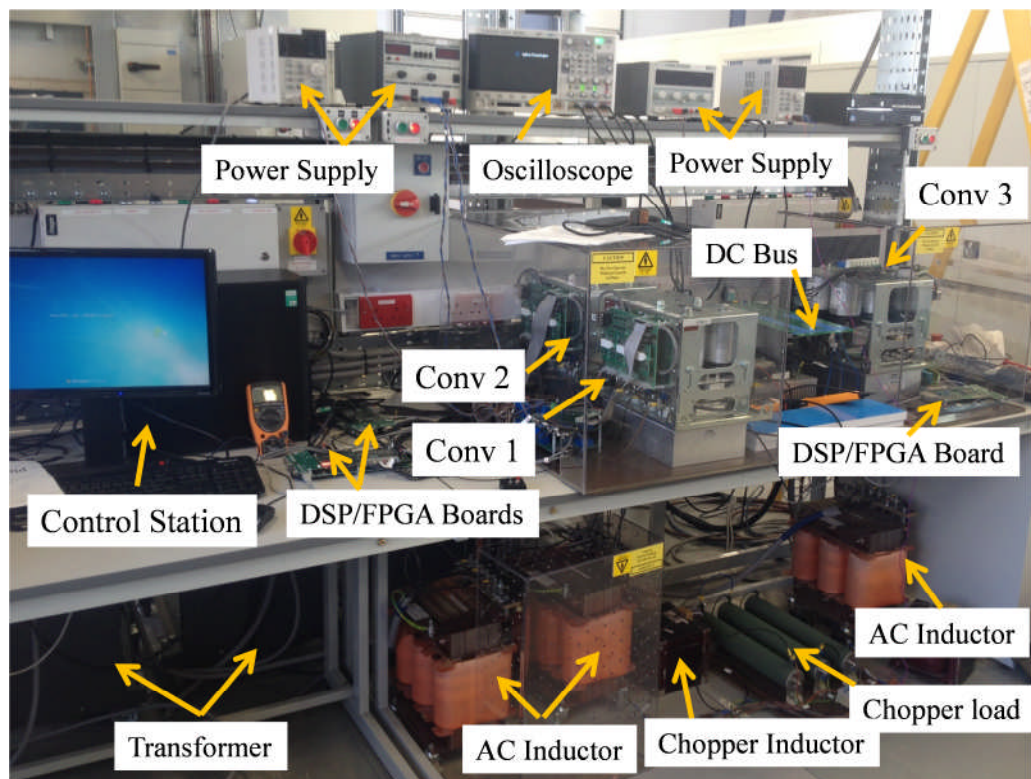 Power Supply
Oscilloscope
Power Supply
Conv 3
DC Bus
Conv 2
Conv 1
DSP/FPGA Board
Control Station
DSP/FPGA Boards
AC Inductor
Chopper load
Transformer
AC Inductor
Chopper Inductor
CAUTION